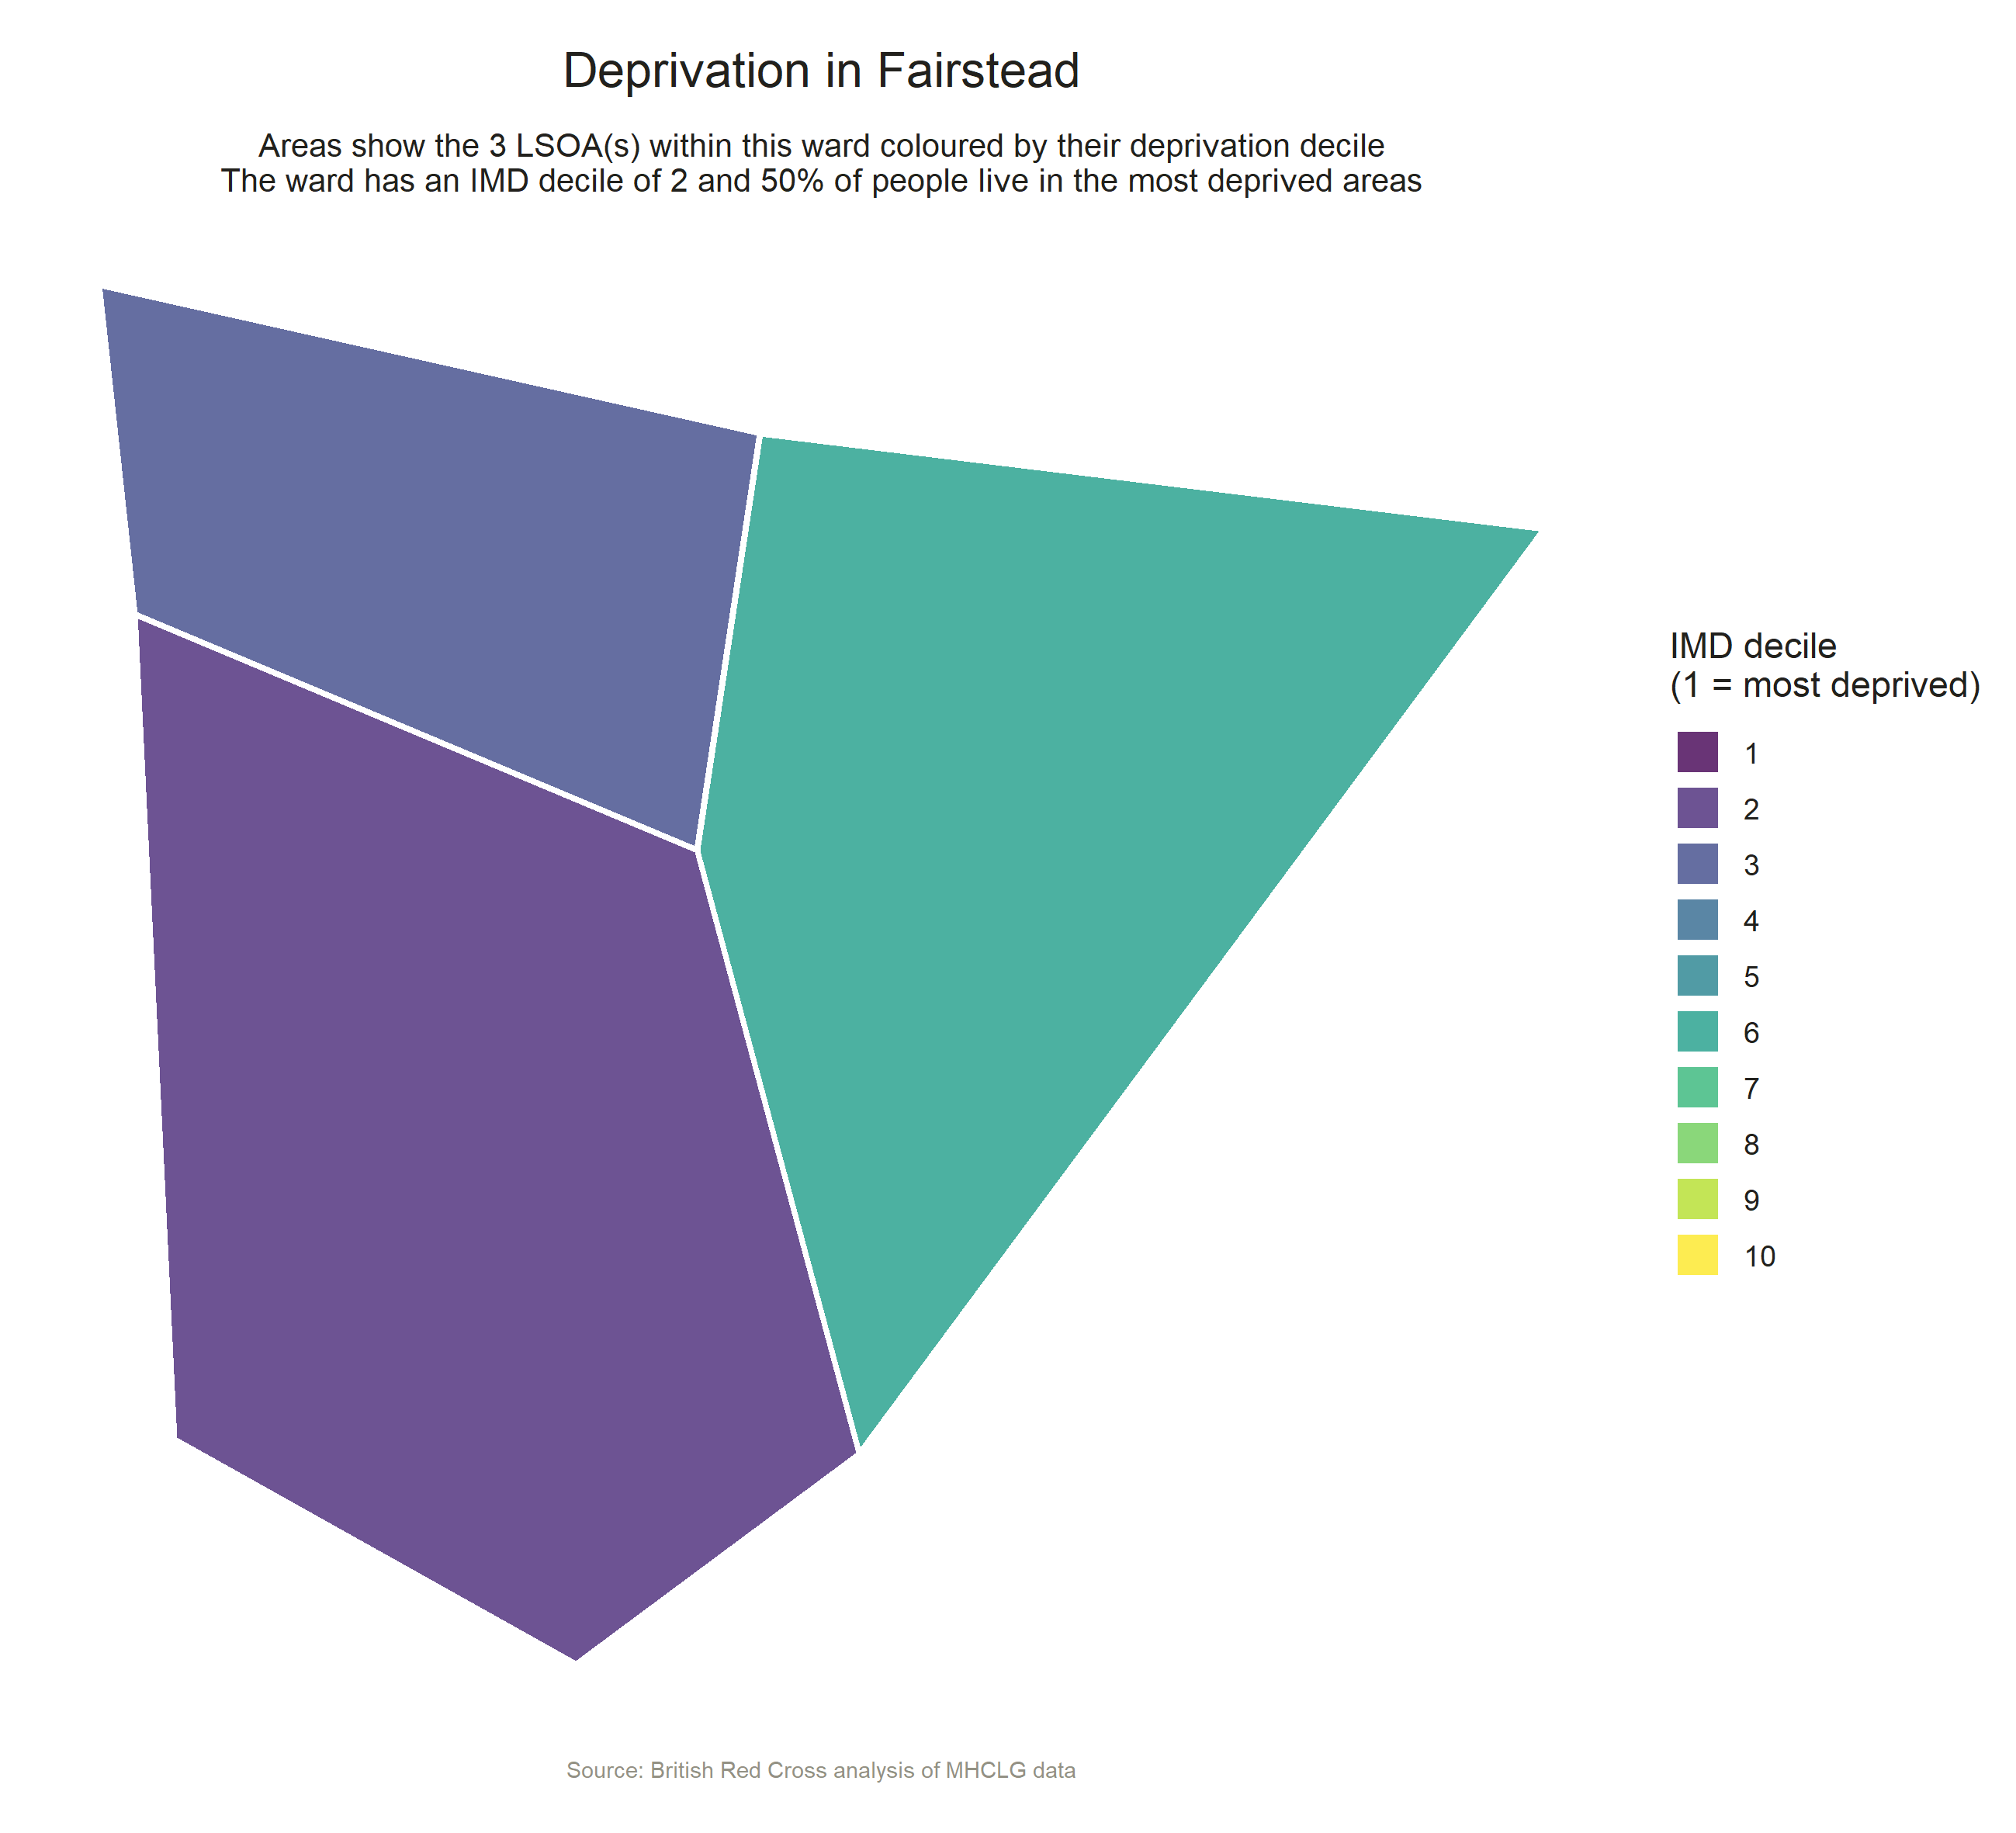 Deprivation in Fairstead
Areas show the 3 LSOA(s) within this ward coloured by their deprivation decile
The ward has an IMD decile of 2 and 50% of people live in the most deprived areas
IMD decile
(1 = most deprived)
1
2
3
4
5
6
7
8
9
10
Source: British Red Cross analysis of MHCLG data